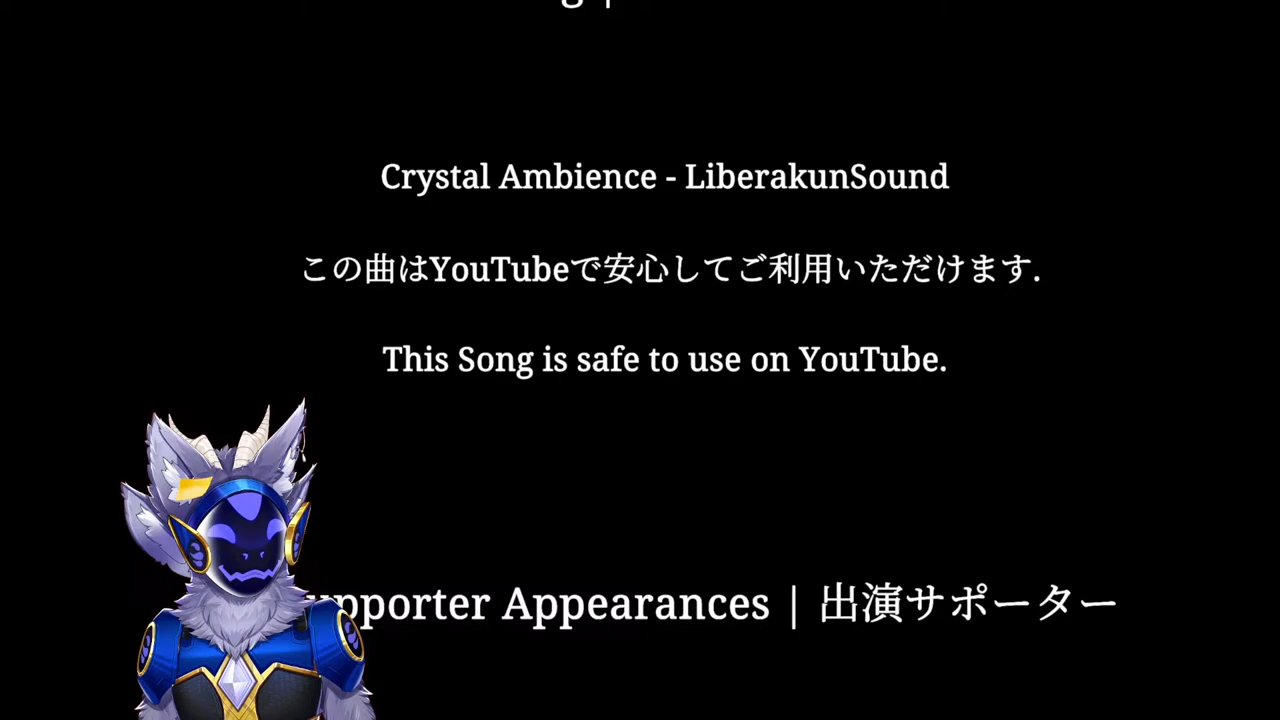 Crystal Ambience - LiberakunSound
この曲はYouTubeで安心してご利用いただけます.
This Song is safe to use on YouTube.
Appearances | 出演サポーター